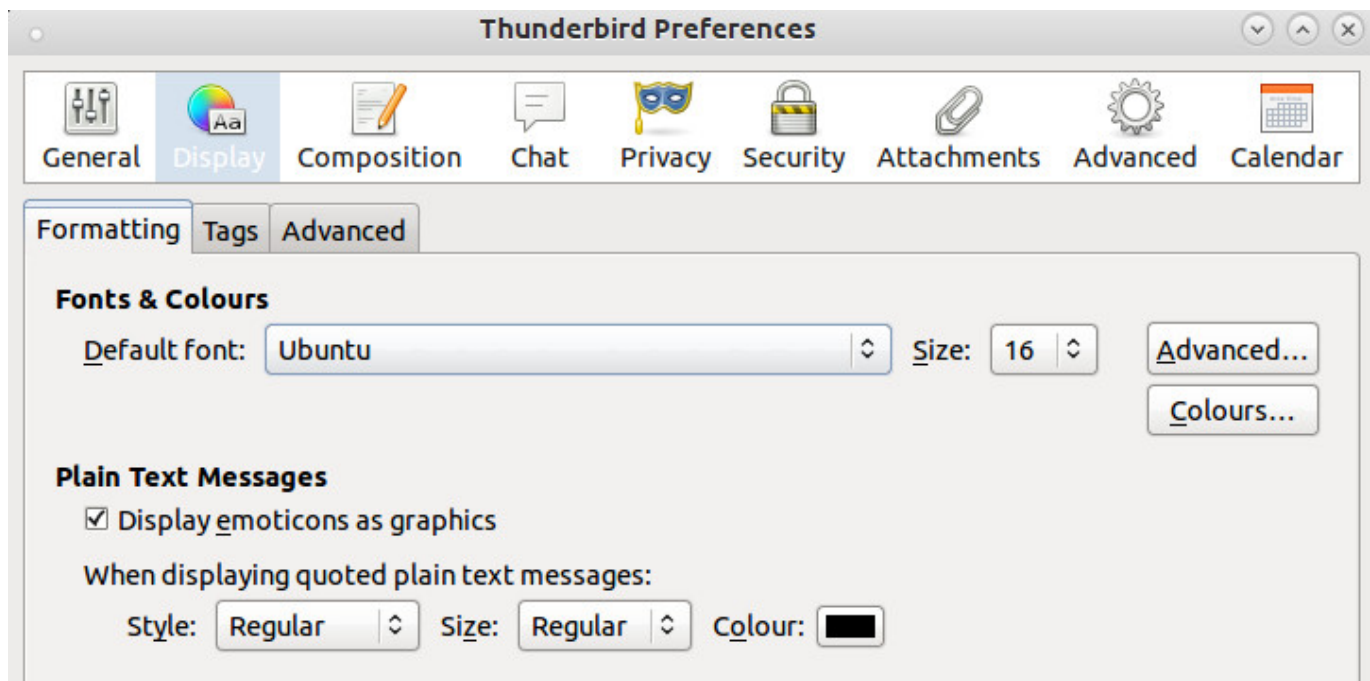 Thunderbird Preferences
General Display Composition Chat Privacy Security Attachments Advanced Calendar
Formatting Tags Advanced
Fonts & Colours
Default font: Ubuntu Size: 16 Advanced...
Colours...
Plain Text Messages
Display emoticons as graphics
When displaying quoted plain text messages:
Style: Regular Size: Regular Colour: